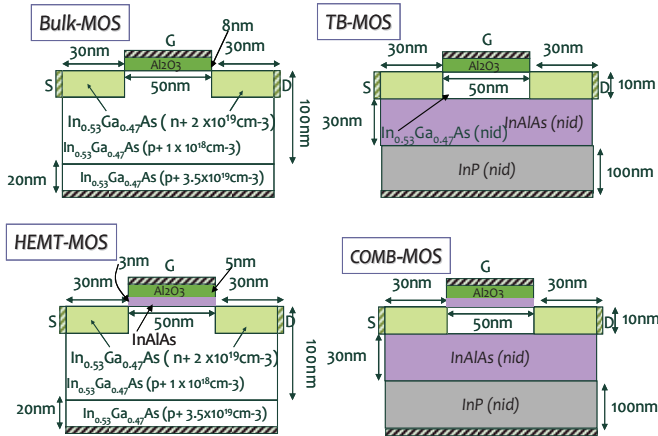 Bulk-MOS
G
8nm
30nm
30nm
Al2O3
S
50nm
D
In0.53Ga0.47As ( n+ 2 x10¹⁹cm-3)
In0.53Ga0.47As (p+ 1 x 10¹⁸cm-3)
100nm
20nm
In0.53Ga0.47As (p+ 3.5x10¹⁹cm-3)
TB-MOS
G
30nm
30nm
Al2O3
S
50nm
D
10nm
30nm
In0.53Ga0.47As (nid)
InAlAs (nid)
InP (nid)
100nm
HEMT-MOS
3nm
G
5nm
30nm
30nm
Al2O3
S
50nm
D
InAlAs
In0.53Ga0.47As ( n+ 2 x10¹⁹cm-3)
In0.53Ga0.47As (p+ 1 x10¹⁸cm-3)
100nm
20nm
In0.53Ga0.47As (p+ 3.5x10¹⁹cm-3)
COMB-MOS
G
30nm
30nm
Al2O3
S
50nm
D
10nm
30nm
InAlAs (nid)
InP (nid)
100nm